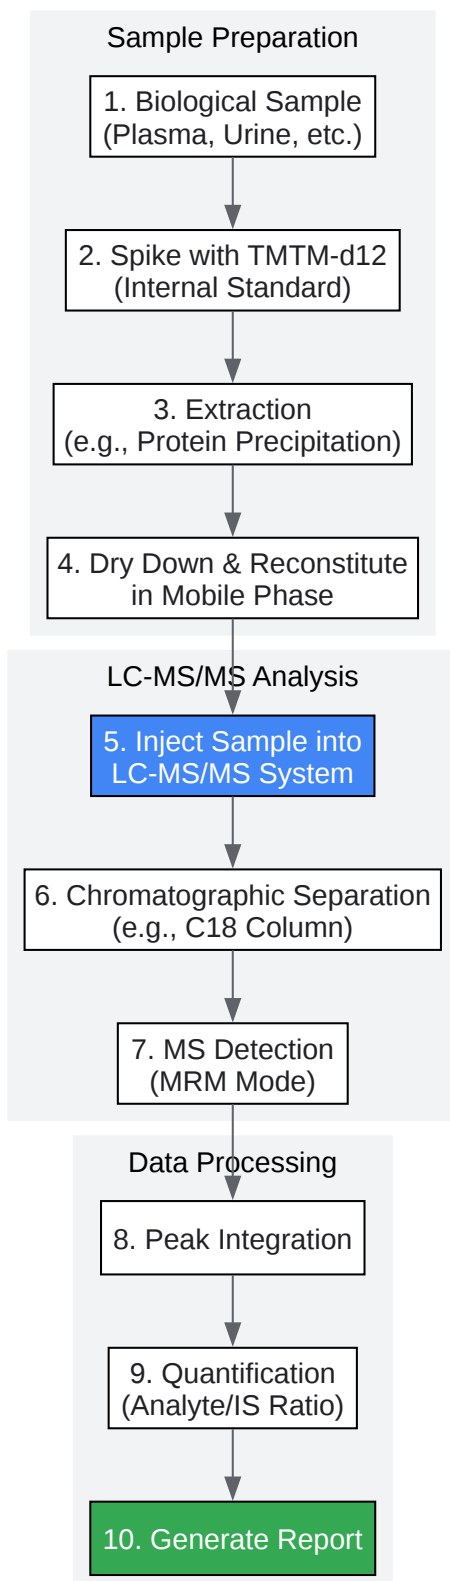 Sample Preparation
1. Biological Sample
(Plasma, Urine, etc.)
2. Spike with TMTM-d12
(Internal Standard)
3. Extraction
(e.g., Protein Precipitation)
4. Dry Down & Reconstitute
in Mobile Phase
LC-MS/MS Analysis
5. Inject Sample into
LC-MS/MS System
6. Chromatographic Separation
(e.g., C18 Column)
7. MS Detection
(MRM Mode)
Data Processing
8. Peak Integration
9. Quantification
(Analyte/IS Ratio)
10. Generate Report